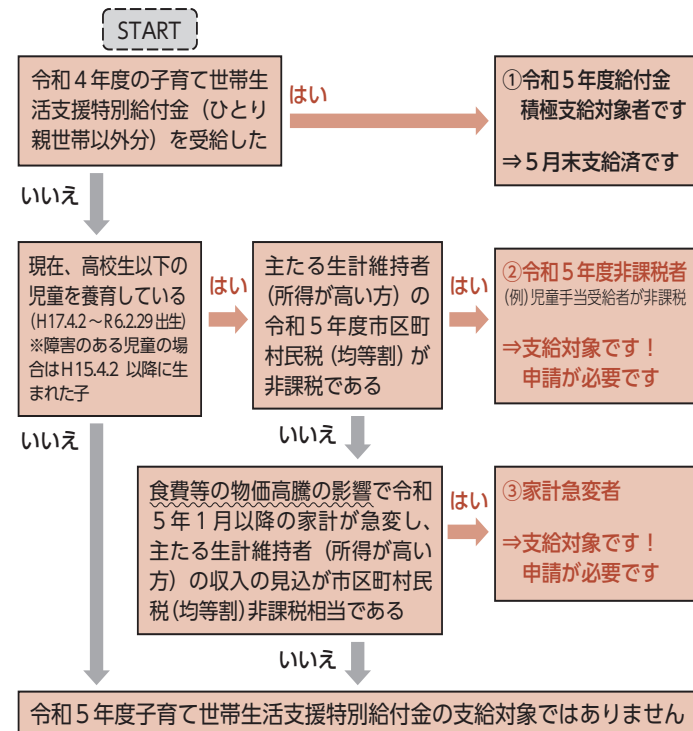 START
令和４年度の子育て世帯生
活支援特別給付金（ひとり
親世帯以外分）を受給した
はい
①令和５年度給付金
積極支給対象者です
⇒５月末支給済です
いいえ
現在、高校生以下の
児童を養育している
(H17.4.2～R6.2.29出生)
※障害のある児童の場
合はH15.4.2 以降に生
まれた子
はい
主たる生計維持者
(所得が高い方）の
令和５年度市区町
村民税（均等割）が
非課税である
はい
②令和５年度非課税者
(例)児童手当受給者が非課税
⇒支給対象です！
申請が必要です
いいえ
いいえ
食費等の物価高騰の影響で令和
５年１月以降の家計が急変し、
主たる生計維持者（所得が高い
方）の収入の見込が市区町村民
税(均等割)非課税相当である
はい
③家計急変者
⇒支給対象です！
申請が必要です
いいえ
令和５年度子育て世帯生活支援特別給付金の支給対象ではありません